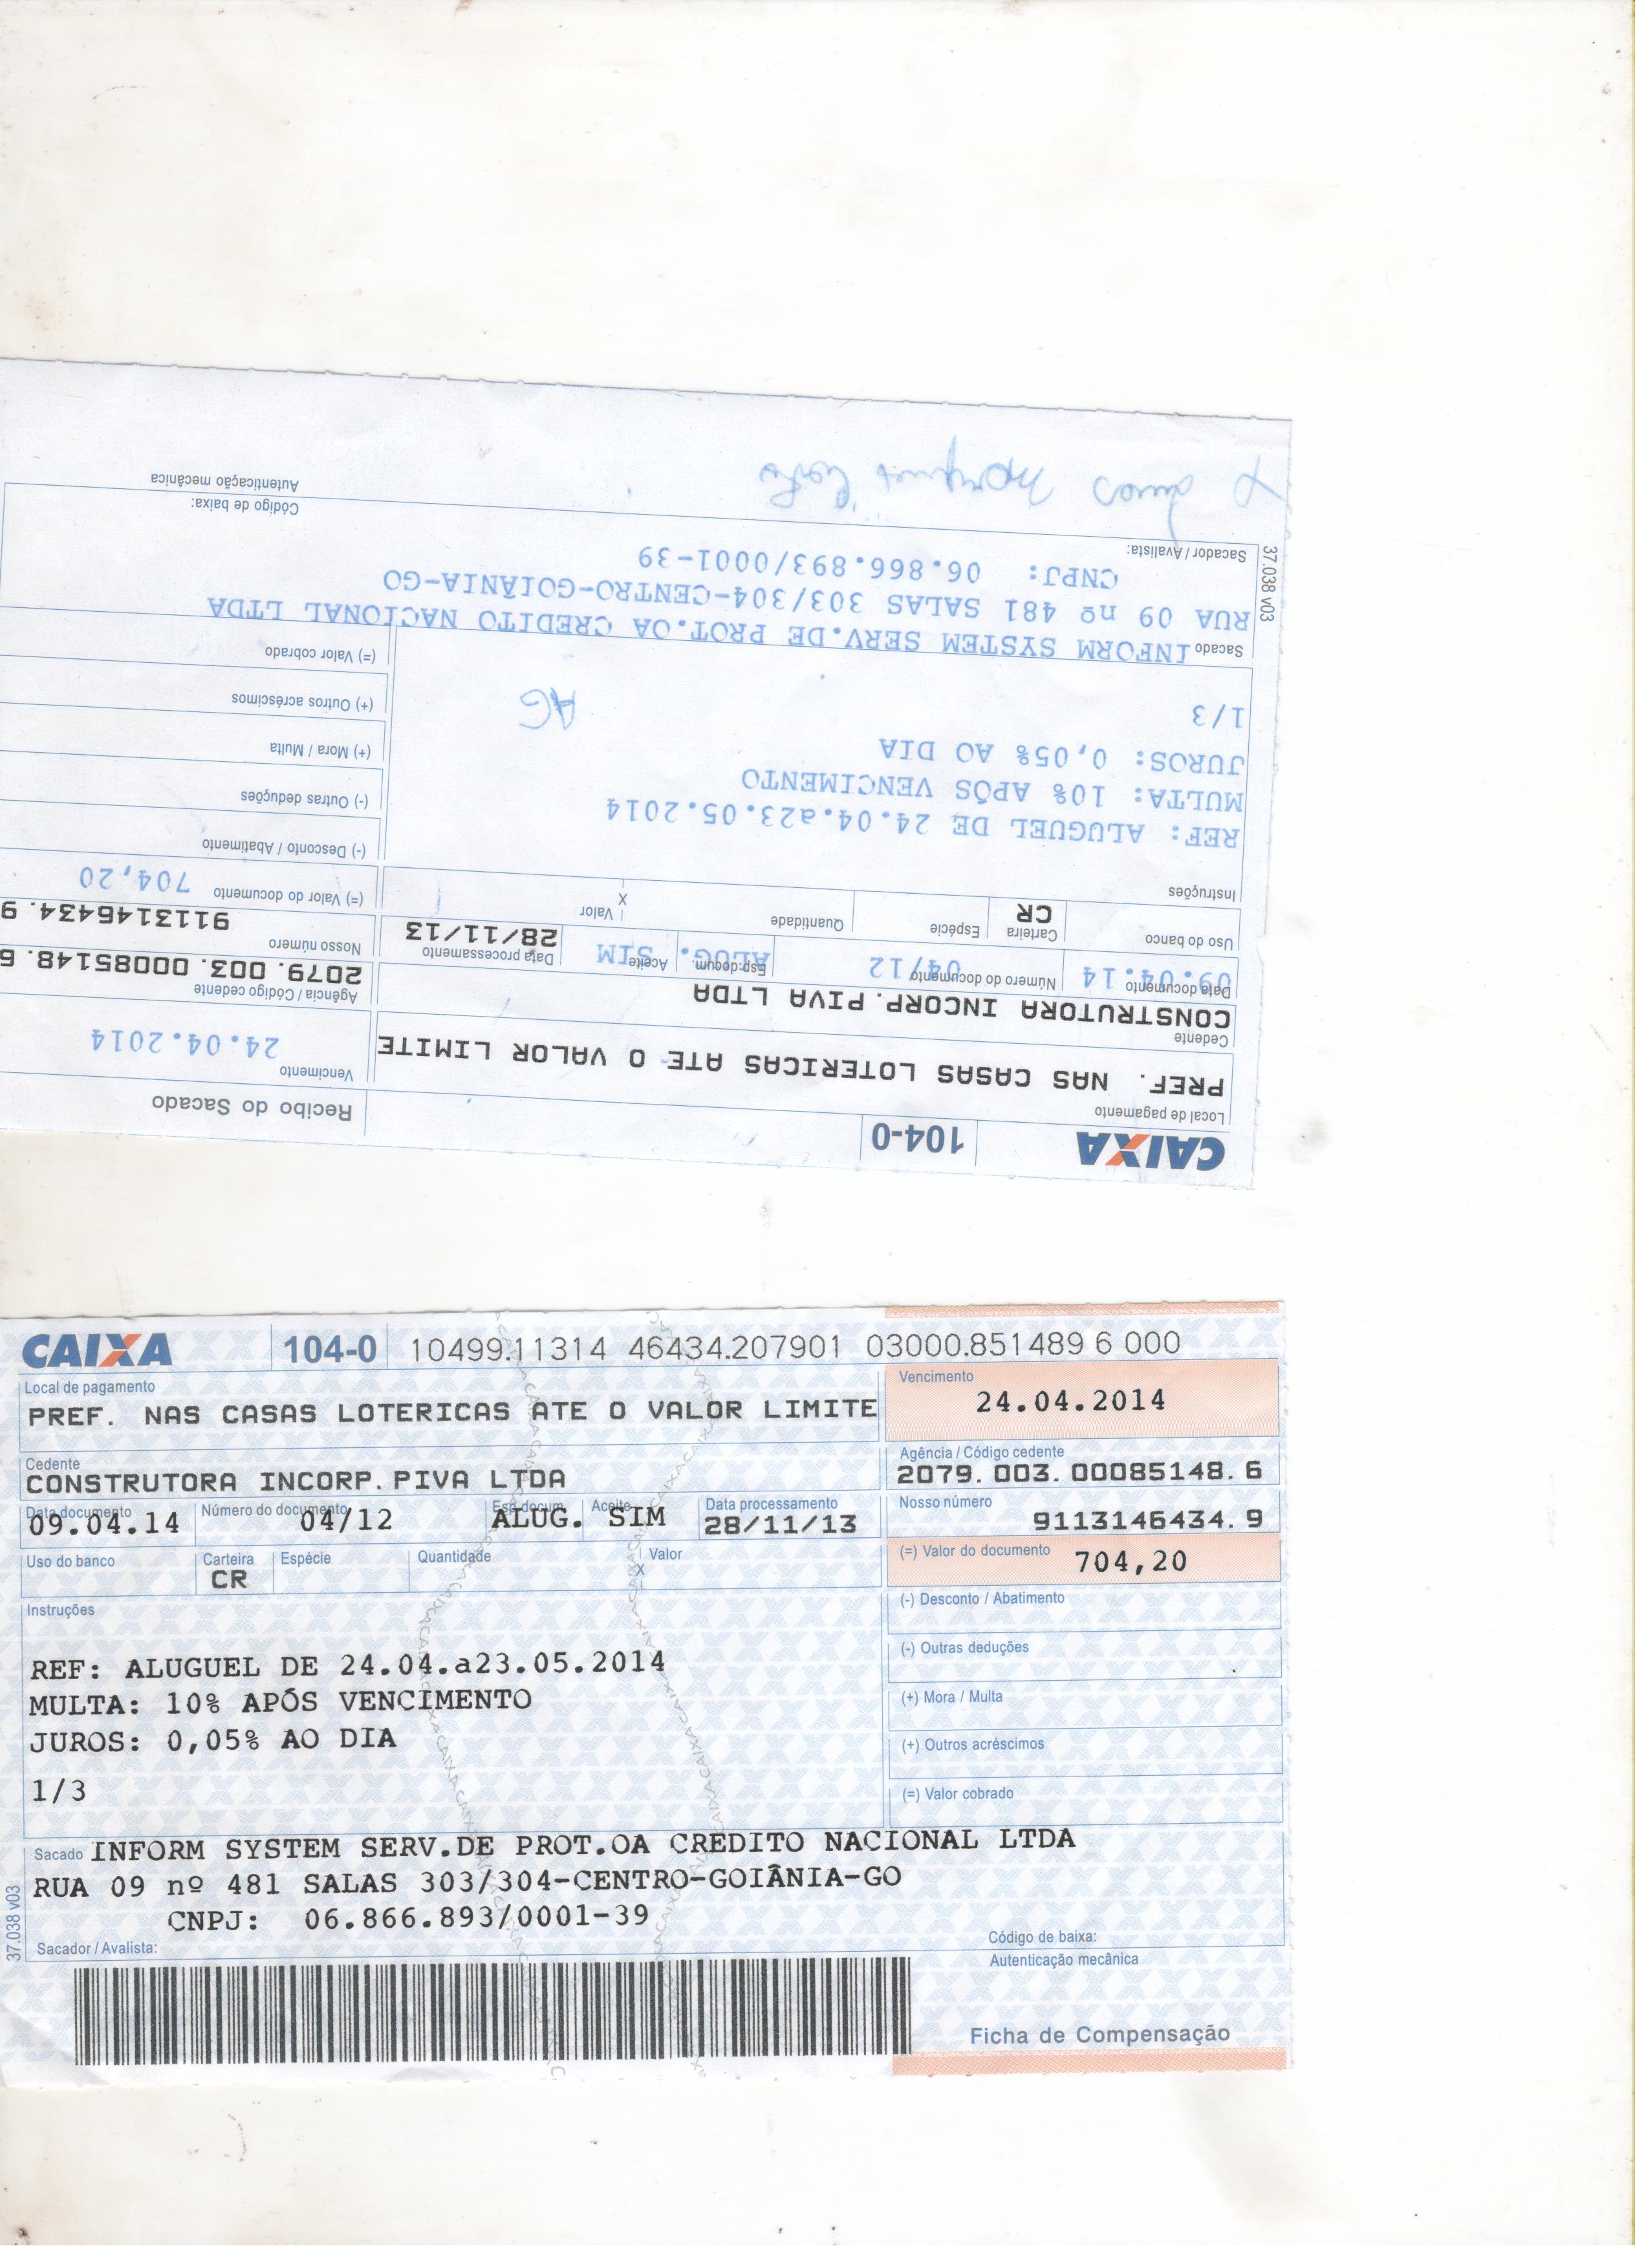 CAIXA 104-0 Recibo do Sacado
Local de pagamento
PREF. NAS CASAS LOTERICAS ATE O VALOR LIMITE
Vencimento
24.04.2014
Cedente
CONSTRUTORA INCORP.PIVA LTDA
Agência / Código cedente
2079.003.00085148.6
Data documento Número do documento Esp.docum. Aceite Data processamento Nosso número
09.04.14 04/12 ALUG. SIM 28/11/13 9113146434.9
Uso do banco Carteira Espécie Quantidade Valor (=) Valor do documento 704,20
CR X
Instruções
(-) Desconto / Abatimento
REF: ALUGUEL DE 24.04.a23.05.2014
MULTA: 10% APÓS VENCIMENTO
(-) Outras deduções
JUROS: 0,05% AO DIA
(+) Mora / Multa
1/3
AG
(+) Outros acréscimos
(=) Valor cobrado
Sacado INFORM SYSTEM SERV.DE PROT.OA CREDITO NACIONAL LTDA
RUA 09 nº 481 SALAS 303/304-CENTRO-GOIÂNIA-GO
CNPJ: 06.866.893/0001-39
Sacador / Avalista:
Código de baixa:
Autenticação mecânica
37.038 v03
CAIXA 104-0 10499.11314 46434.207901 03000.851489 6 000
Local de pagamento
PREF. NAS CASAS LOTERICAS ATE O VALOR LIMITE
Vencimento
24.04.2014
Cedente
CONSTRUTORA INCORP.PIVA LTDA
Agência / Código cedente
2079.003.00085148.6
Data documento Número do documento Esp.docum. Aceite Data processamento Nosso número
09.04.14 04/12 ALUG. SIM 28/11/13 9113146434.9
Uso do banco Carteira Espécie Quantidade Valor (=) Valor do documento 704,20
CR X
Instruções
(-) Desconto / Abatimento
(-) Outras deduções
REF: ALUGUEL DE 24.04.a23.05.2014
MULTA: 10% APÓS VENCIMENTO
(+) Mora / Multa
JUROS: 0,05% AO DIA
(+) Outros acréscimos
1/3
(=) Valor cobrado
Sacado INFORM SYSTEM SERV.DE PROT.OA CREDITO NACIONAL LTDA
RUA 09 nº 481 SALAS 303/304-CENTRO-GOIÂNIA-GO
CNPJ: 06.866.893/0001-39
Sacador / Avalista:
Código de baixa:
Autenticação mecânica
37.038 v03
Ficha de Compensação